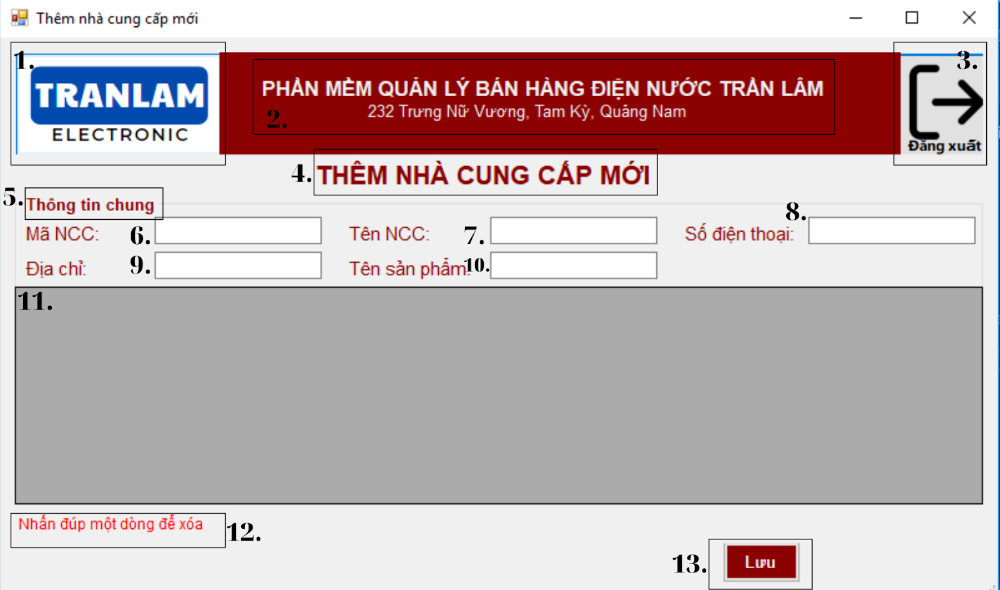 Thêm nhà cung cấp mới
1.
TRANLAM
ELECTRONIC
PHẦN MỀM QUẢN LÝ BÁN HÀNG ĐIỆN NƯỚC TRẦN LÂM
232 Trưng Nữ Vương, Tam Kỳ, Quảng Nam
2.
3.
Đăng xuất
4. THÊM NHÀ CUNG CẤP MỚI
5. Thông tin chung
Mã NCC: 6. Tên NCC: 7. Số điện thoại: 8.
Địa chỉ: 9. Tên sản phẩm: 10.
11.
Nhấn đúp một dòng để xóa 12.
13. Lưu